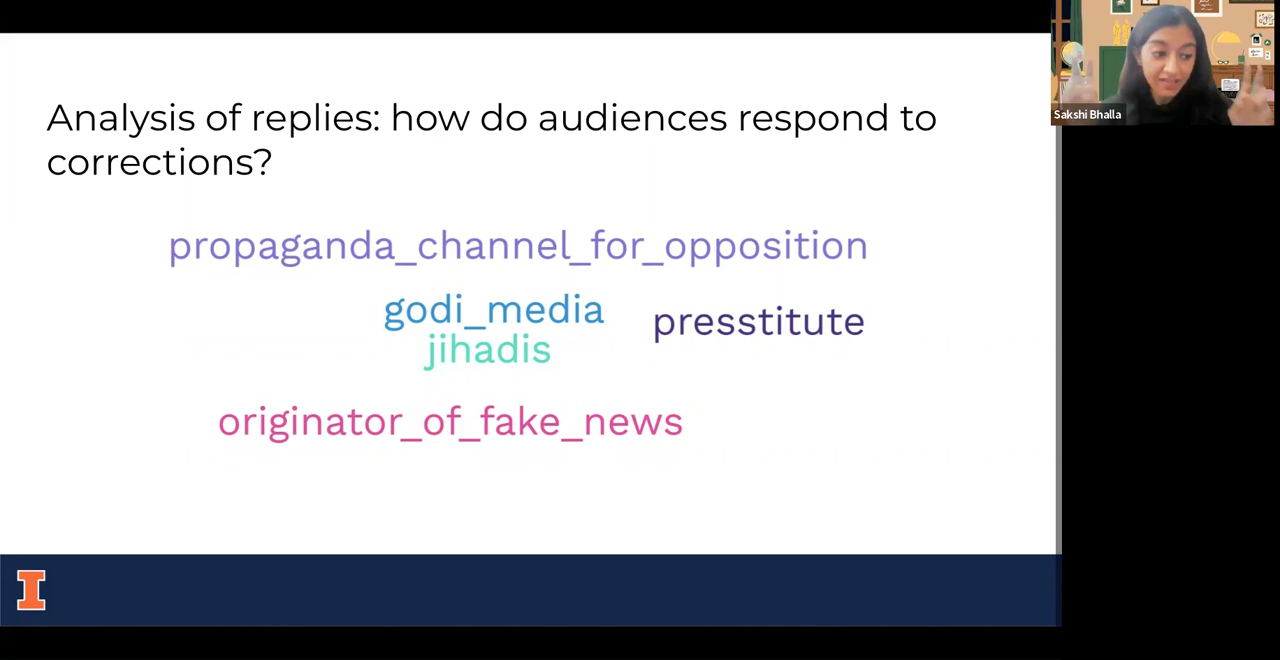 Analysis of replies: how do audiences respond to
corrections?
propaganda_channel_for_opposition
godi_media
presstitute
jihadis
originator_of_fake_news
I
Sakshi Bhalla